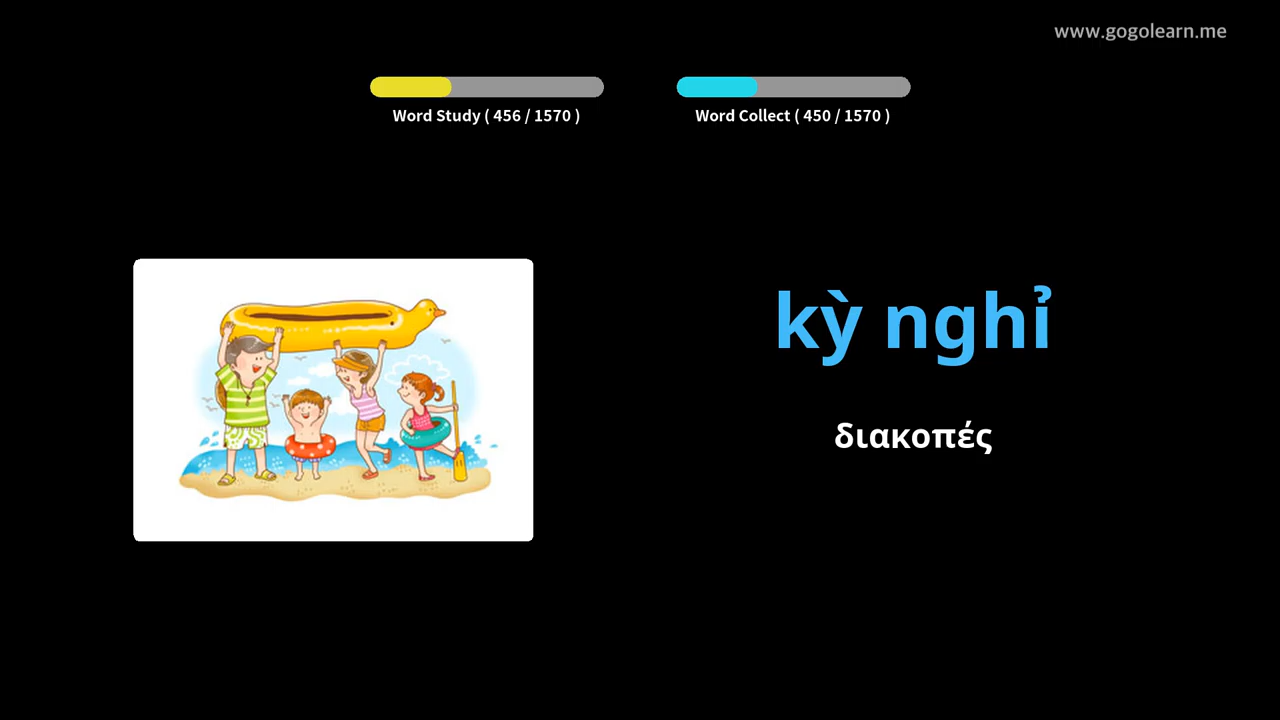 www.gogolearn.me
Word Study ( 456 / 1570 )
Word Collect ( 450 / 1570 )
kỳ nghỉ
διακοπές